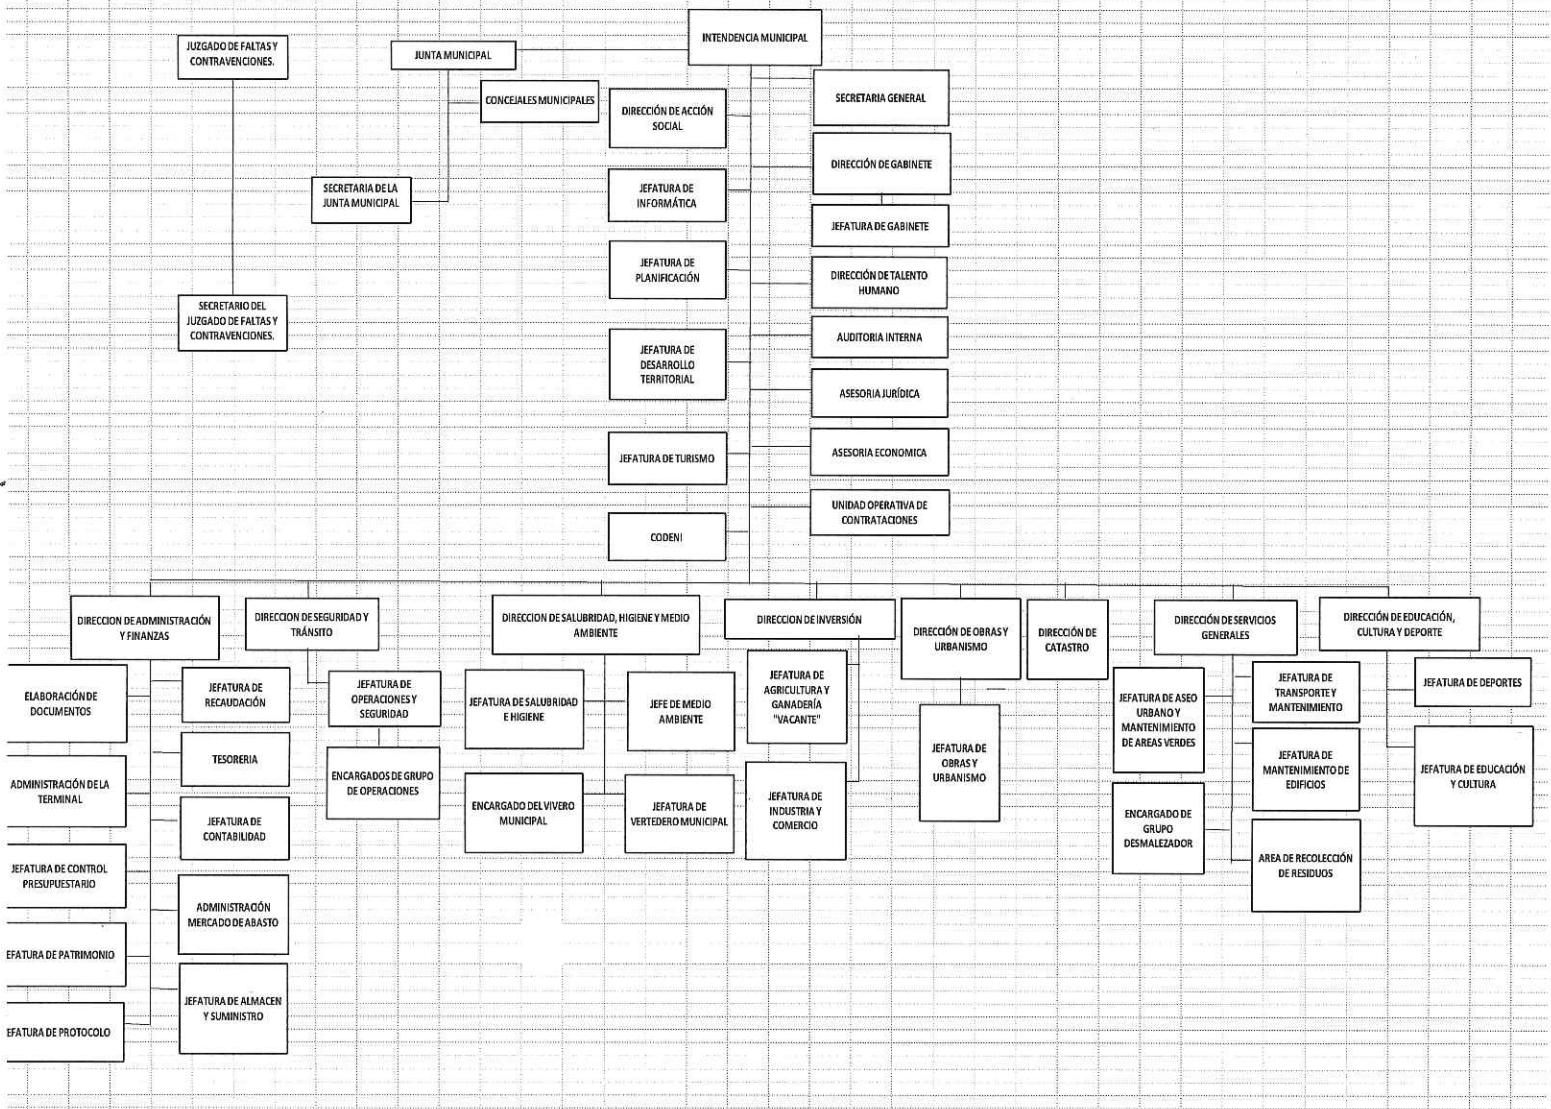 INTENDENCIA MUNICIPAL
JUZGADO DE FALTAS Y
CONTRAVENCIONES.
JUNTA MUNICIPAL
CONCEJALES MUNICIPALES
SECRETARIA DE LA
JUNTA MUNICIPAL
SECRETARIO DEL
JUZGADO DE FALTAS Y
CONTRAVENCIONES.
DIRECCIÓN DE ACCIÓN
SOCIAL
JEFATURA DE
INFORMÁTICA
JEFATURA DE
PLANIFICACIÓN
JEFATURA DE
DESARROLLO
TERRITORIAL
JEFATURA DE TURISMO
CODENI
SECRETARIA GENERAL
DIRECCIÓN DE GABINETE
JEFATURA DE GABINETE
DIRECCIÓN DE TALENTO
HUMANO
AUDITORIA INTERNA
ASESORIA JURÍDICA
ASESORIA ECONOMICA
UNIDAD OPERATIVA DE
CONTRATACIONES
DIRECCION DE ADMINISTRACIÓN
Y FINANZAS
ELABORACIÓN DE
DOCUMENTOS
ADMINISTRACIÓN DE LA
TERMINAL
JEFATURA DE CONTROL
PRESUPUESTARIO
EFATURA DE PATRIMONIO
EFATURA DE PROTOCOLO
JEFATURA DE
RECAUDACIÓN
TESORERIA
JEFATURA DE
CONTABILIDAD
ADMINISTRACIÓN
MERCADO DE ABASTO
JEFATURA DE ALMACEN
Y SUMINISTRO
DIRECCION DE SEGURIDAD Y
TRÁNSITO
JEFATURA DE
OPERACIONES Y
SEGURIDAD
ENCARGADOS DE GRUPO
DE OPERACIONES
DIRECCION DE SALUBRIDAD, HIGIENE Y MEDIO
AMBIENTE
JEFATURA DE SALUBRIDAD
E HIGIENE
JEFE DE MEDIO
AMBIENTE
ENCARGADO DEL VIVERO
MUNICIPAL
JEFATURA DE
VERTEDERO MUNICIPAL
DIRECCION DE INVERSIÓN
JEFATURA DE
AGRICULTURA Y
GANADERÍA
"VACANTE"
JEFATURA DE
INDUSTRIA Y
COMERCIO
DIRECCIÓN DE OBRAS Y
URBANISMO
JEFATURA DE
OBRAS Y
URBANISMO
DIRECCIÓN DE
CATASTRO
DIRECCIÓN DE SERVICIOS
GENERALES
JEFATURA DE ASEO
URBANO Y
MANTENIMIENTO
DE AREAS VERDES
ENCARGADO DE
GRUPO
DESMALEZADOR
JEFATURA DE
TRANSPORTE Y
MANTENIMIENTO
JEFATURA DE
MANTENIMIENTO DE
EDIFICIOS
AREA DE RECOLECCIÓN
DE RESIDUOS
DIRECCIÓN DE EDUCACIÓN,
CULTURA Y DEPORTE
JEFATURA DE DEPORTES
JEFATURA DE EDUCACIÓN
Y CULTURA